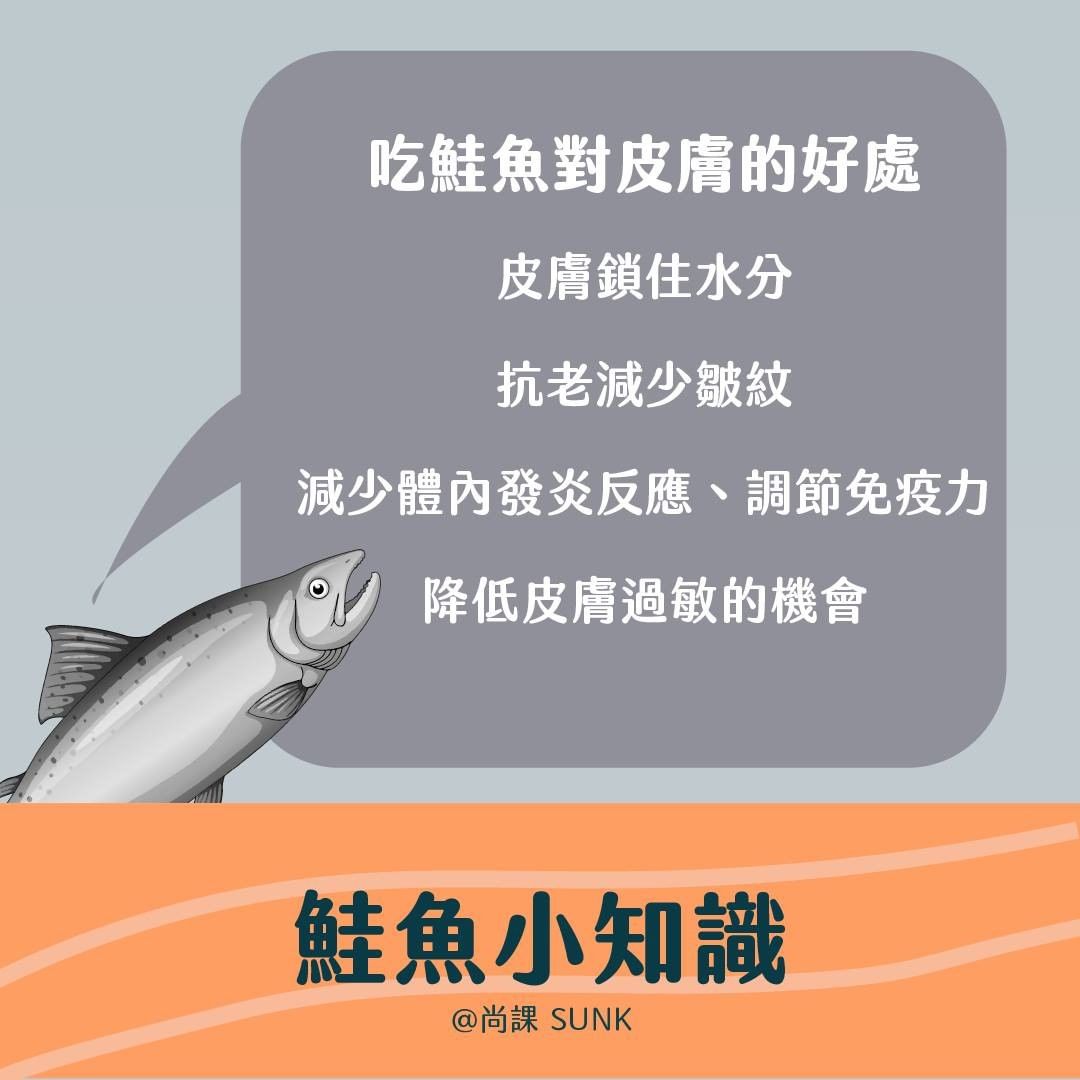 吃鮭魚對皮膚的好處
皮膚鎖住水分
抗老減少皺紋
減少體內發炎反應、調節免疫力
降低皮膚過敏的機會
鮭魚小知識
@尚課 SUNK